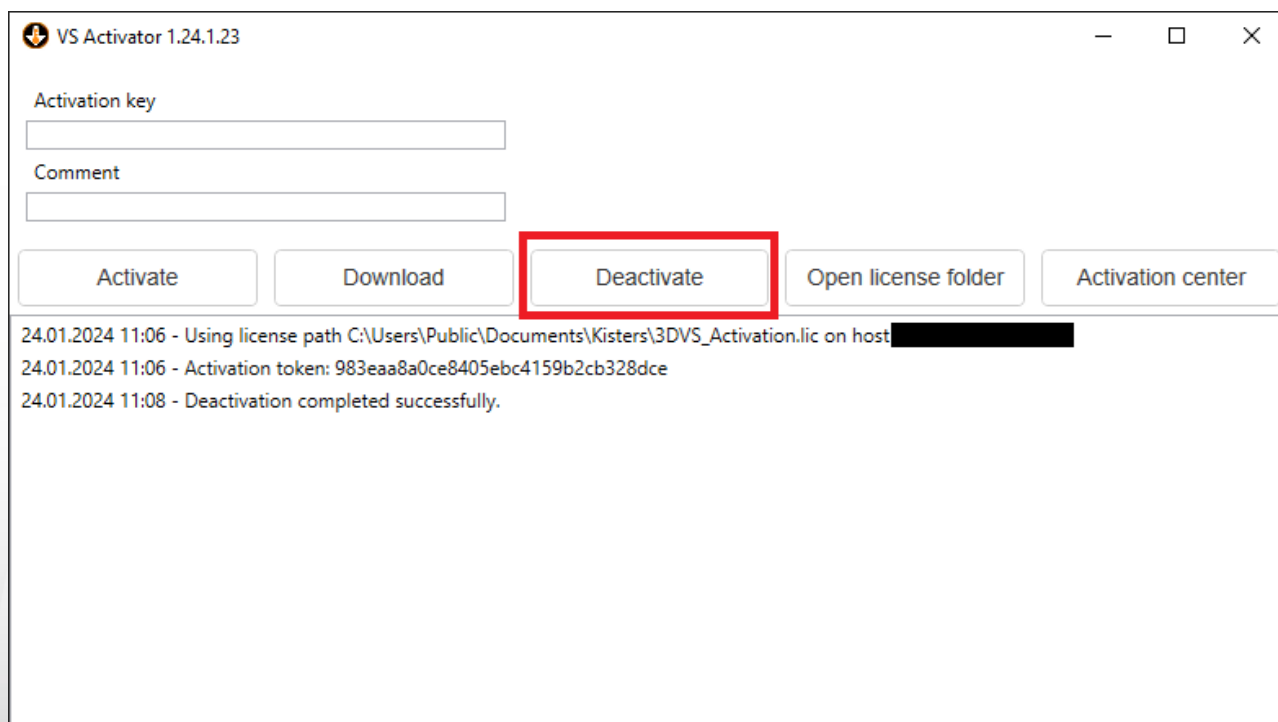 VS Activator 1.24.1.23
Activation key
Comment
Activate Download Deactivate Open license folder Activation center
24.01.2024 11:06 - Using license path C:\Users\Public\Documents\Kisters\3DVS_Activation.lic on host
24.01.2024 11:06 - Activation token: 983eaa8a0ce8405ebc4159b2cb328dce
24.01.2024 11:08 - Deactivation completed successfully.